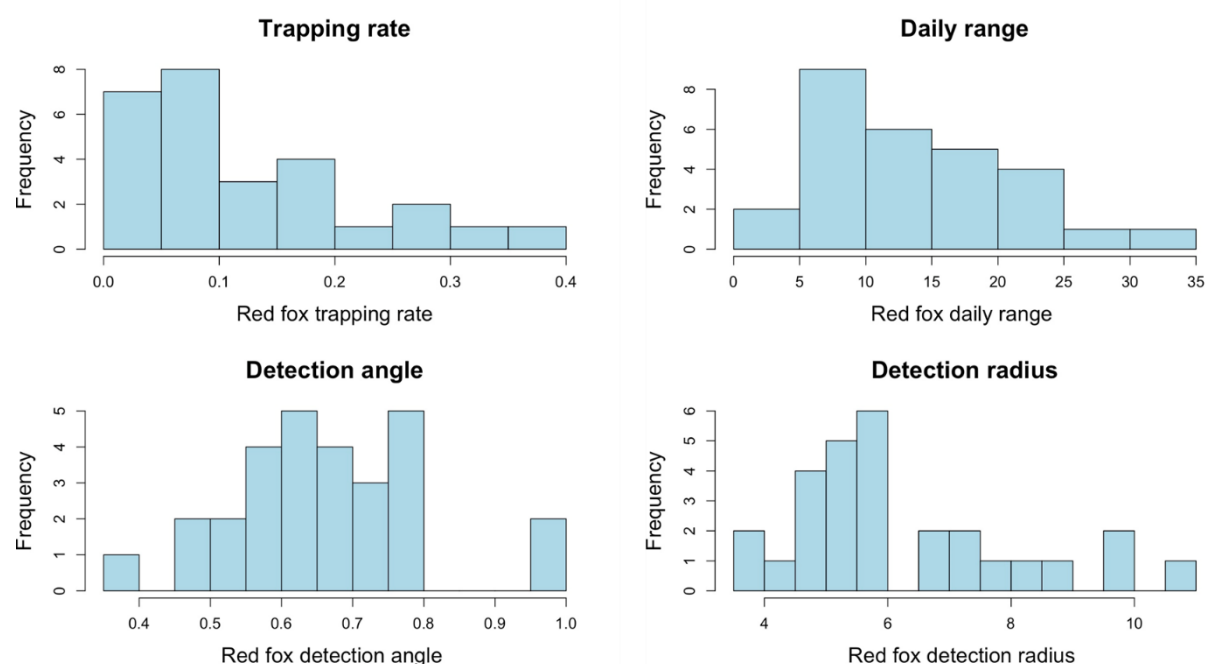 Trapping rate
Frequency
0 2 4 6 8
0.0 0.1 0.2 0.3 0.4
Red fox trapping rate
Daily range
Frequency
0 2 4 6 8
0 5 10 15 20 25 30 35
Red fox daily range
Detection angle
Frequency
0 1 2 3 4 5
0.4 0.5 0.6 0.7 0.8 0.9 1.0
Red fox detection angle
Detection radius
Frequency
0 1 2 3 4 5 6
4 6 8 10
Red fox detection radius